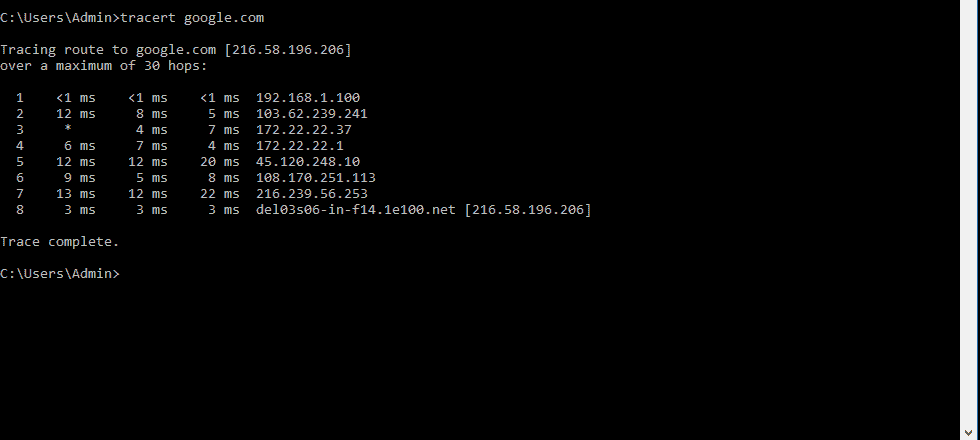 C:\Users\Admin>tracert google.com
Tracing route to google.com [216.58.196.206]
over a maximum of 30 hops:
1 <1 ms <1 ms <1 ms 192.168.1.100
2 12 ms 8 ms 5 ms 103.62.239.241
3 * 4 ms 7 ms 172.22.22.37
4 6 ms 7 ms 4 ms 172.22.22.1
5 12 ms 12 ms 20 ms 45.120.248.10
6 9 ms 5 ms 8 ms 108.170.251.113
7 13 ms 12 ms 22 ms 216.239.56.253
8 3 ms 3 ms 3 ms del03s06-in-f14.1e100.net [216.58.196.206]
Trace complete.
C:\Users\Admin>